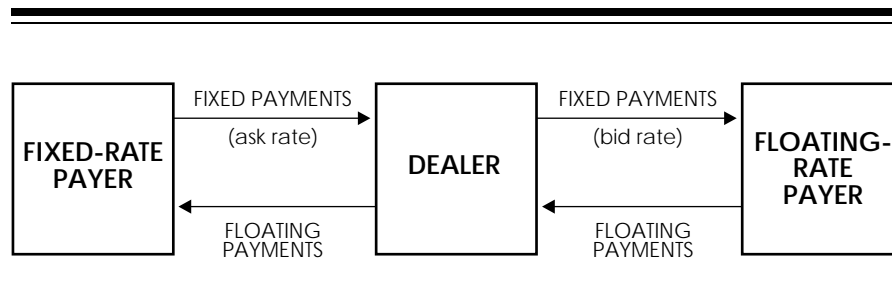 FIXED PAYMENTS
(ask rate)
FIXED PAYMENTS
(bid rate)
FIXED-RATE
PAYER
DEALER
FLOATING-
RATE
PAYER
FLOATING
PAYMENTS
FLOATING
PAYMENTS